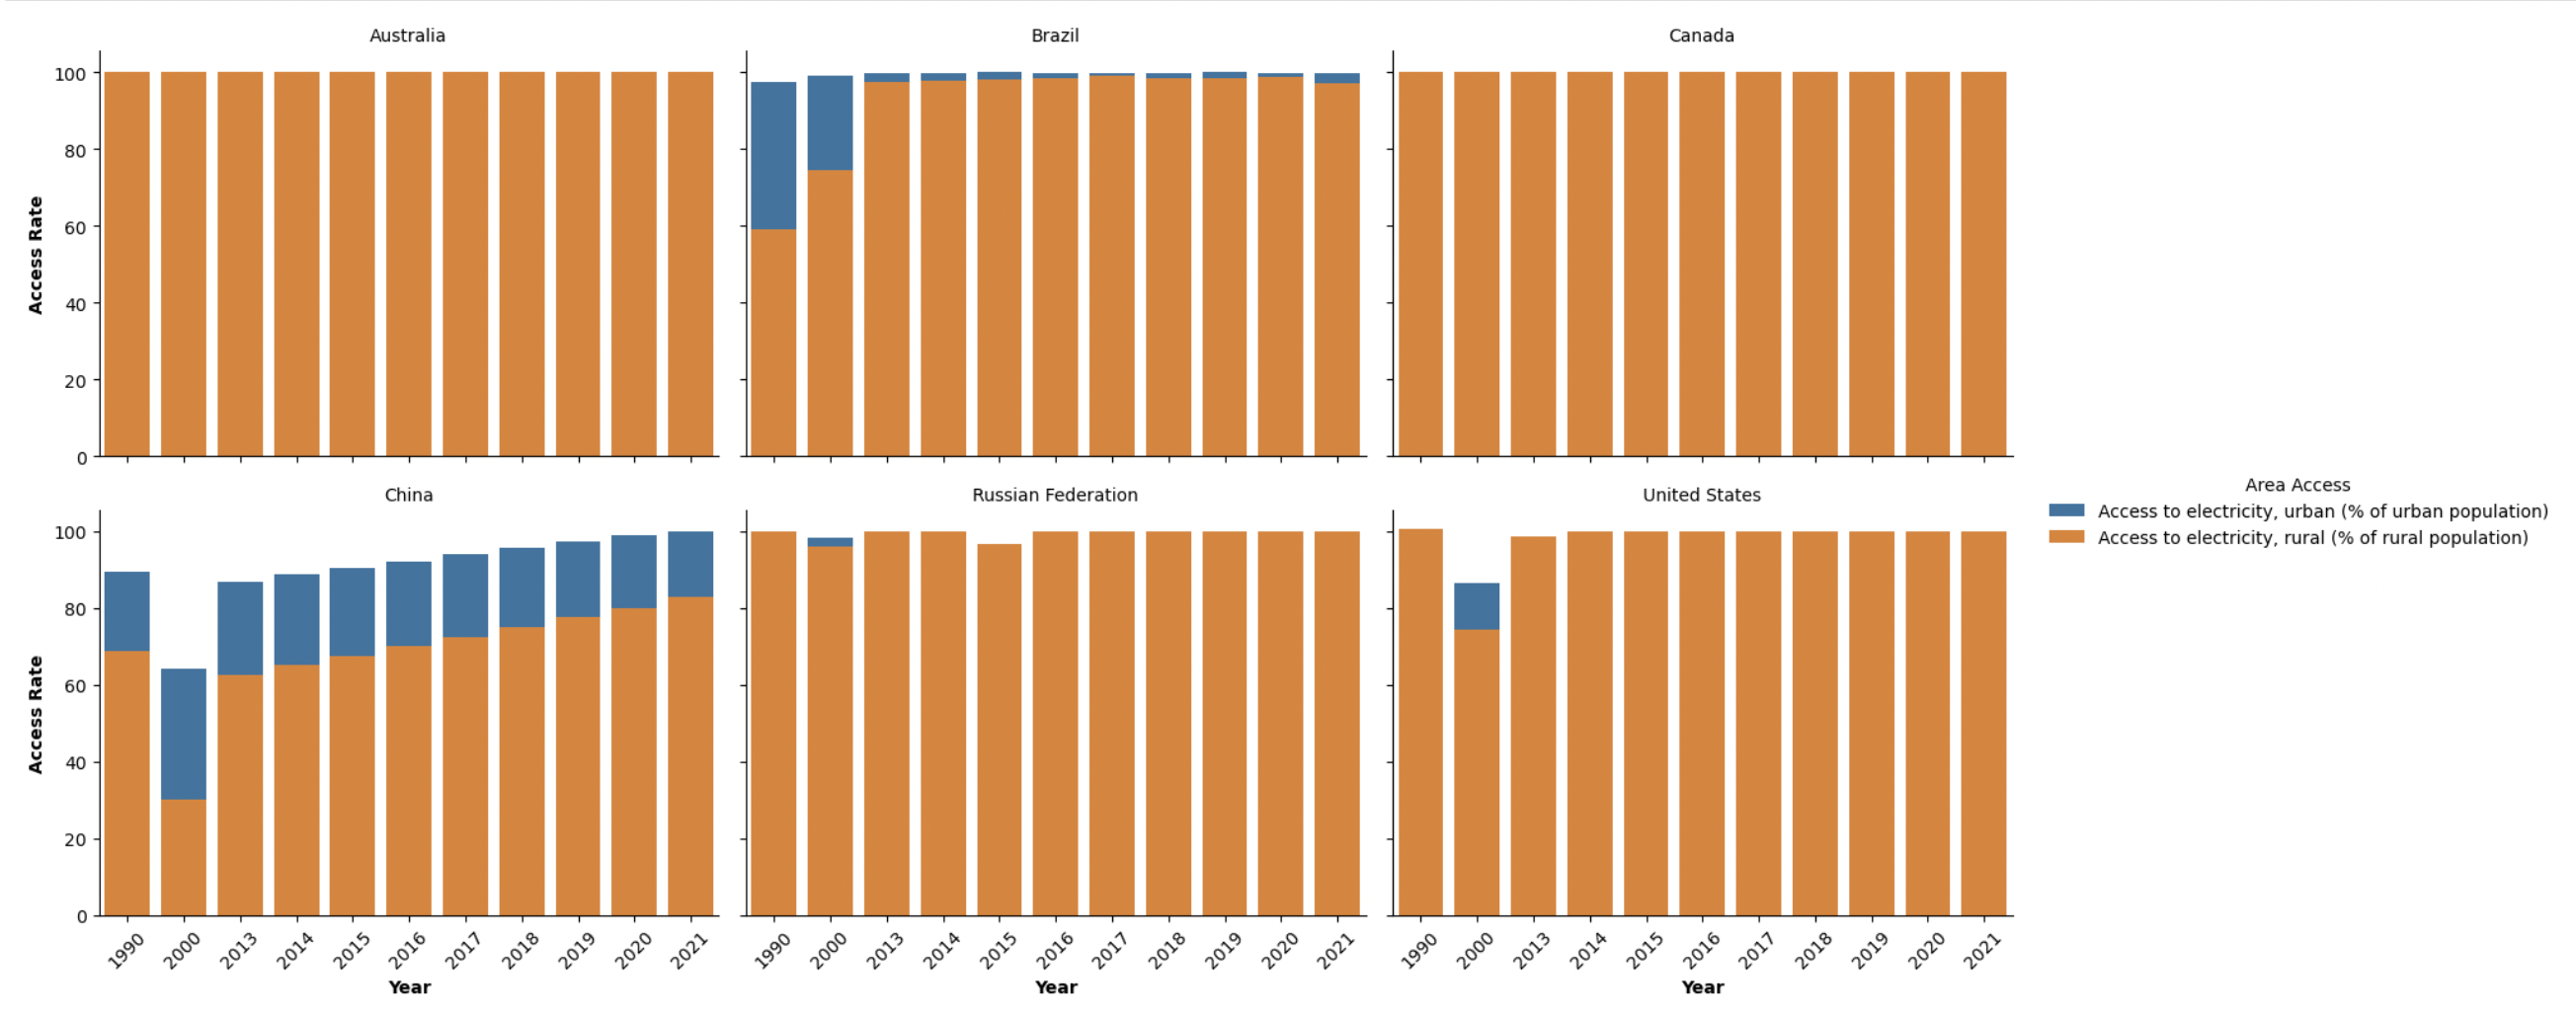 Australia
Brazil
Canada
100
80
60
40
20
0
Access Rate
China
Russian Federation
United States
100
80
60
40
20
0
Access Rate
1990 2000 2013 2014 2015 2016 2017 2018 2019 2020 2021
1990 2000 2013 2014 2015 2016 2017 2018 2019 2020 2021
1990 2000 2013 2014 2015 2016 2017 2018 2019 2020 2021
Year
Year
Year
Area Access
Access to electricity, urban (% of urban population)
Access to electricity, rural (% of rural population)